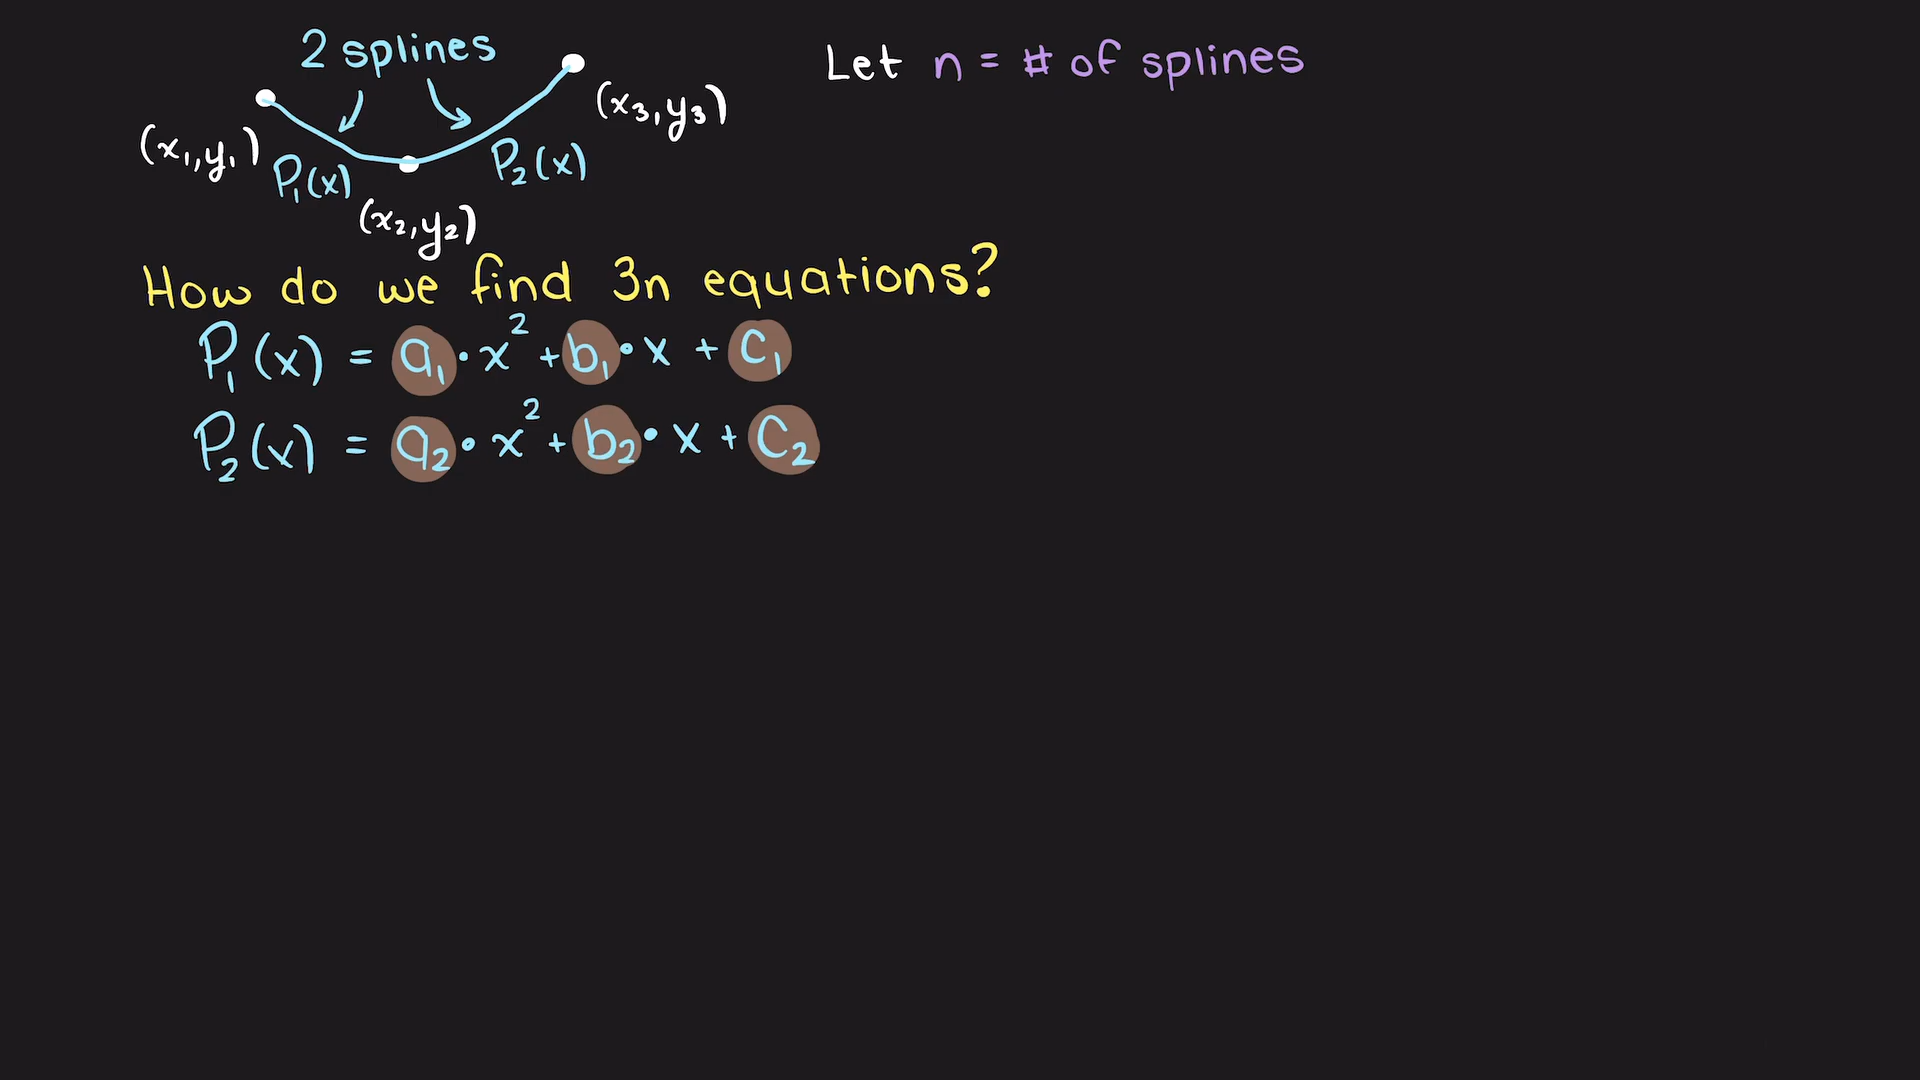 2 splines
Let n = # of splines
(x₁,y₁)
P₁(x)
(x₂,y₂)
P₂(x)
(x₃,y₃)
How do we find 3n equations?
P₁(x) = a₁·x² + b₁·x + c₁
P₂(x) = a₂·x² + b₂·x + c₂